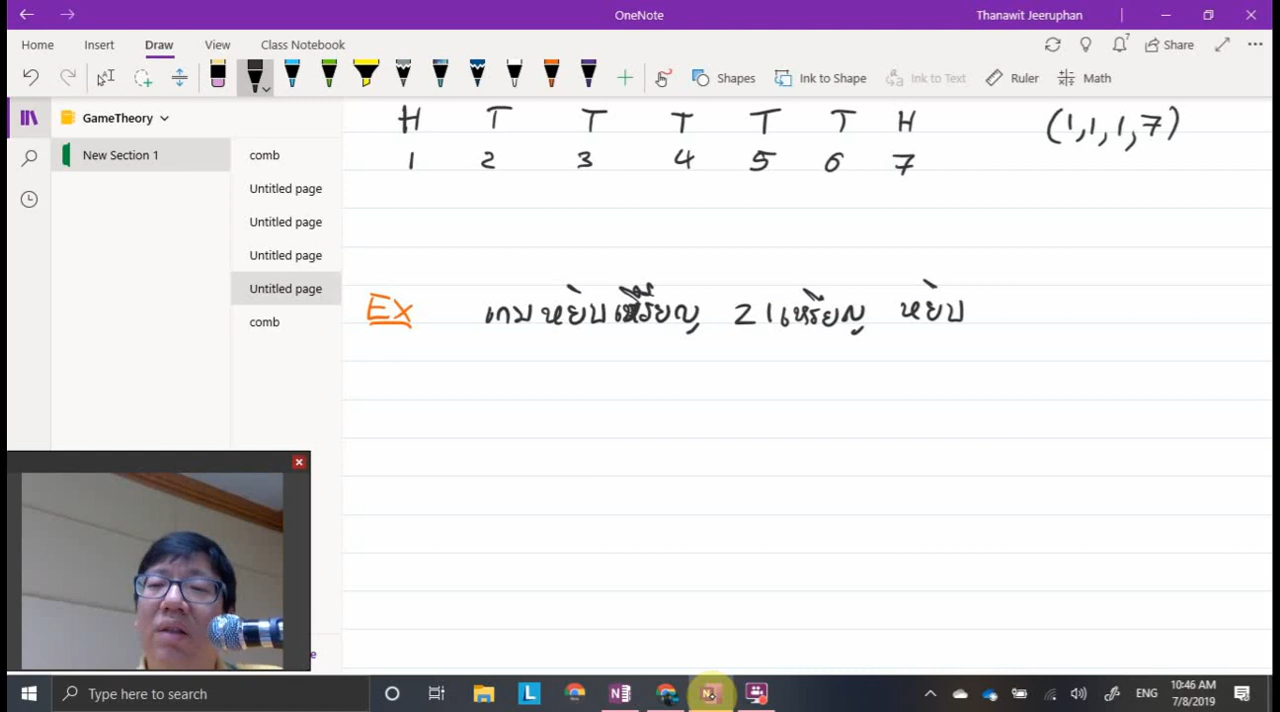 OneNote
Thanawit Jeeruphan
Home Insert Draw View Class Notebook
Share
Shapes Ink to Shape Ink to Text Ruler Math
GameTheory
New Section 1
comb
Untitled page
Untitled page
Untitled page
Untitled page
comb
H T T T T T H (1,1,1,7)
1 2 3 4 5 6 7
Ex เกมหยิบเหรียญ 21 เหรียญ หยิบ
Type here to search
L
N
ENG
10:46 AM
7/8/2019